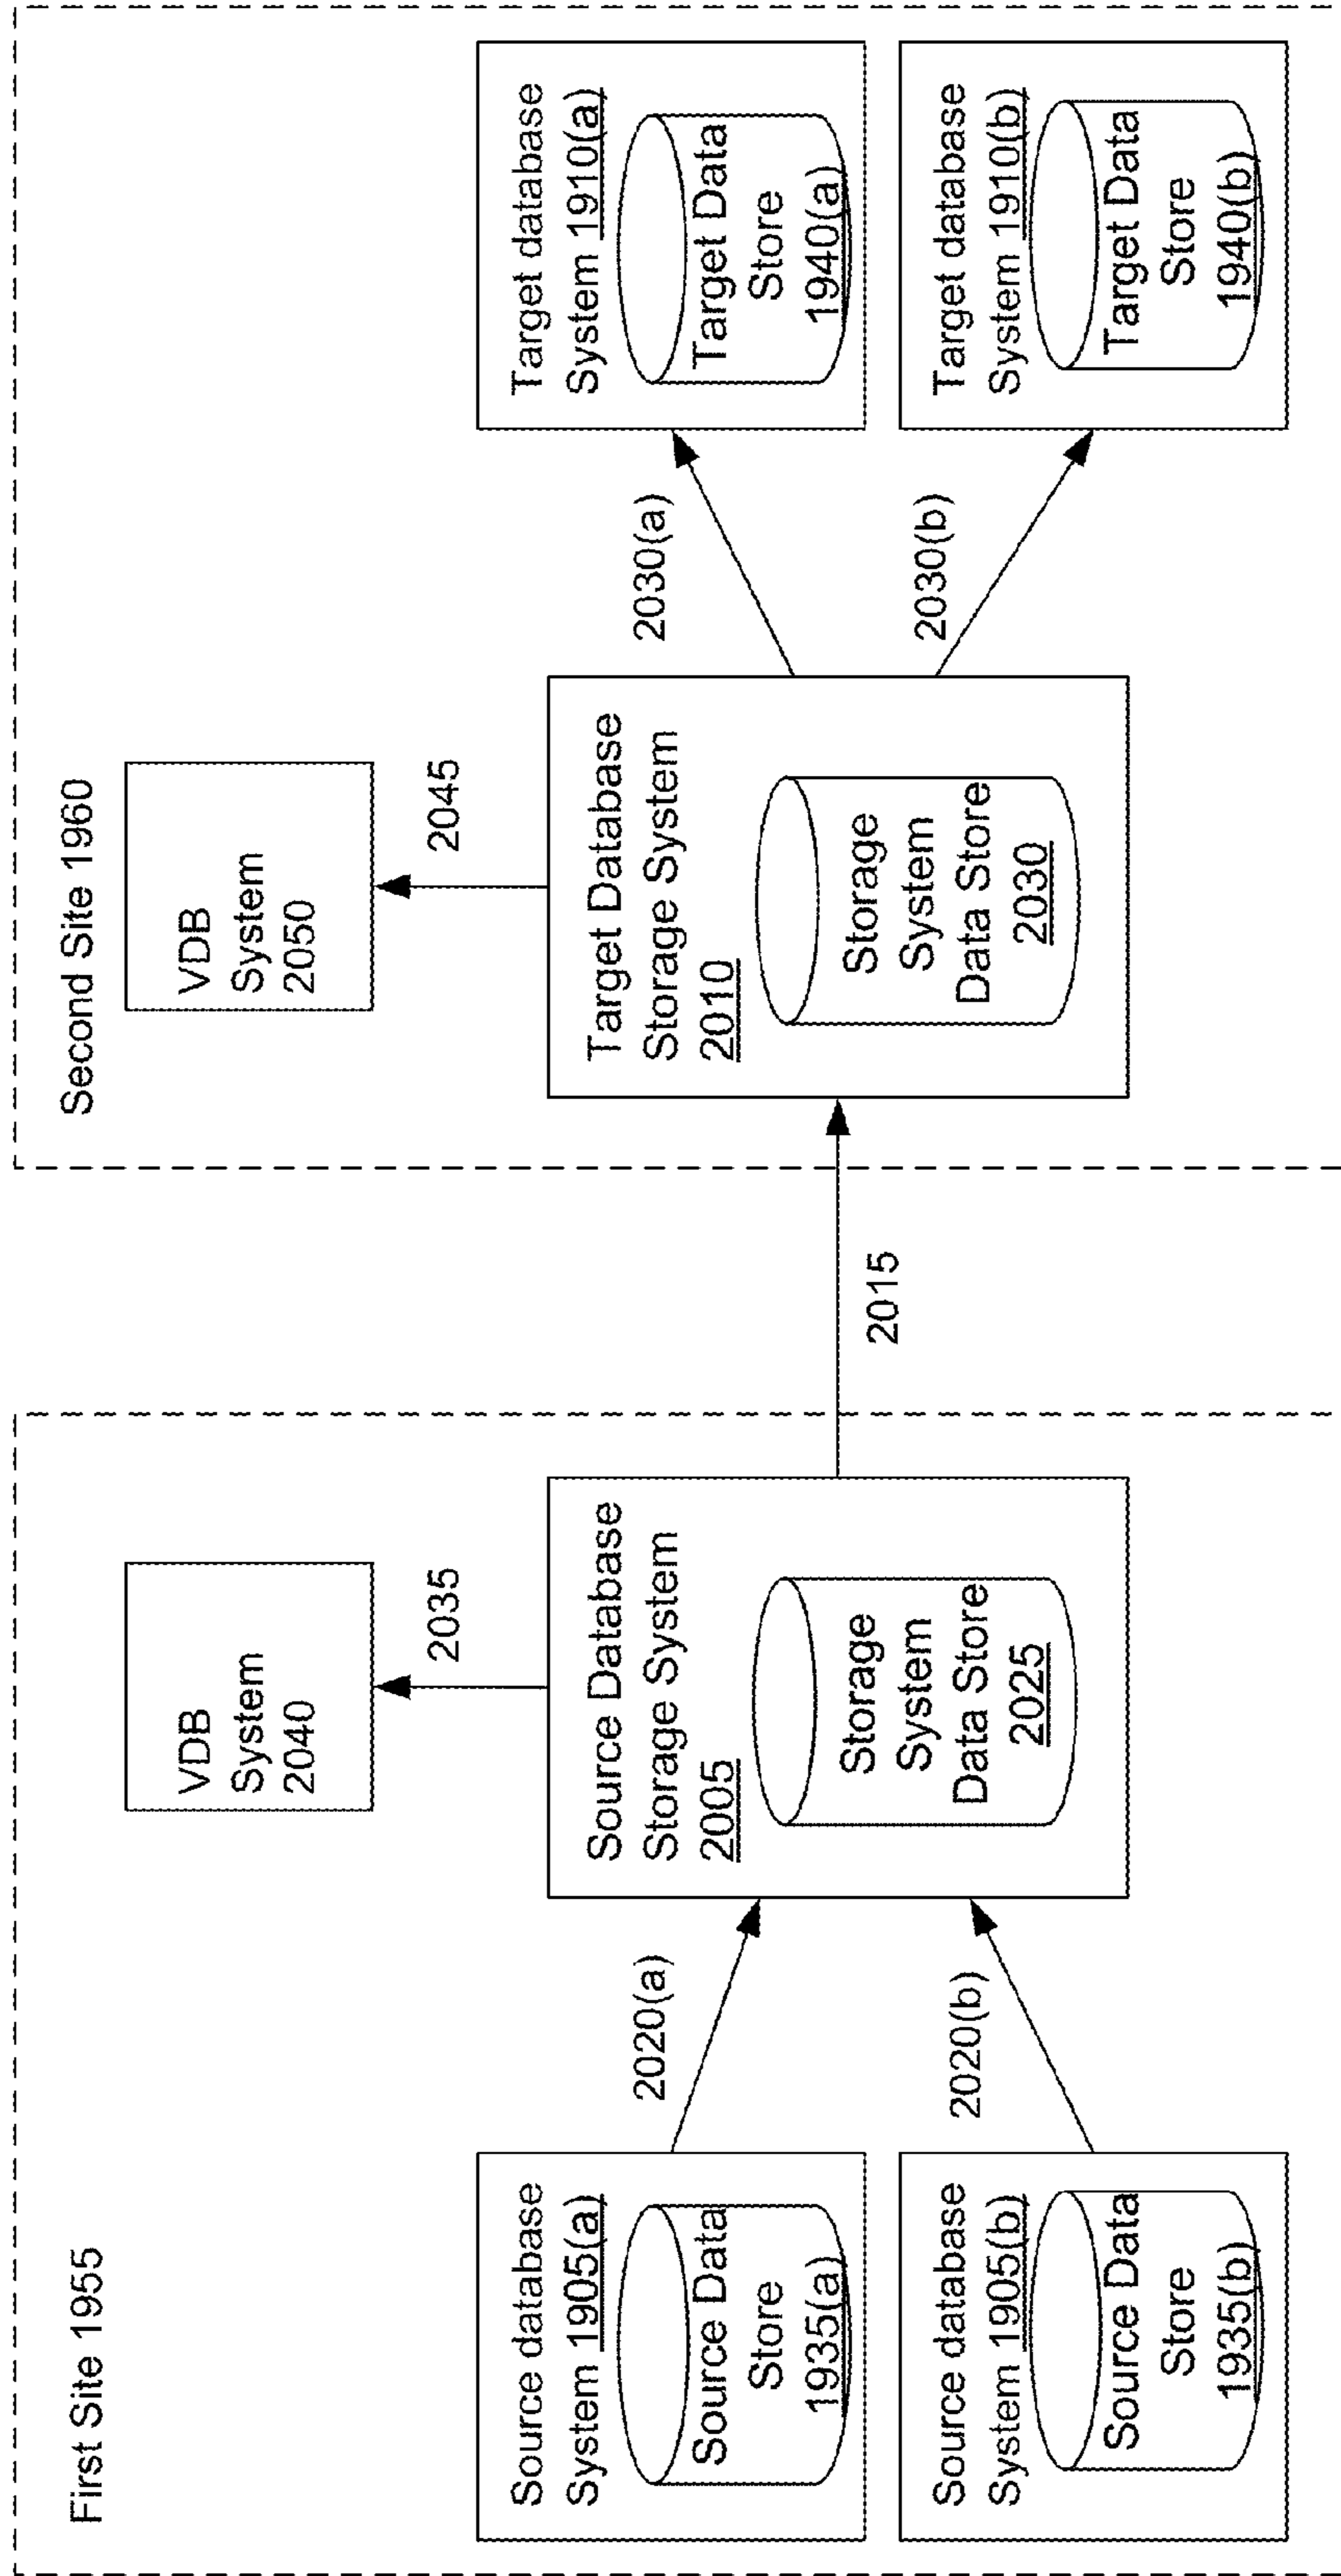 First Site 1955
VDB
System
2040
2035
Source database
System 1905(a)
Source Data
Store
1935(a)
2020(a)
Source database
System 1905(b)
Source Data
Store
1935(b)
2020(b)
Source Database
Storage System
2005
Storage
System
Data Store
2025
2015
Second Site 1960
VDB
System
2050
2045
Target Database
Storage System
2010
Storage
System
Data Store
2030
2030(a)
2030(b)
Target database
System 1910(a)
Target Data
Store
1940(a)
Target database
System 1910(b)
Target Data
Store
1940(b)